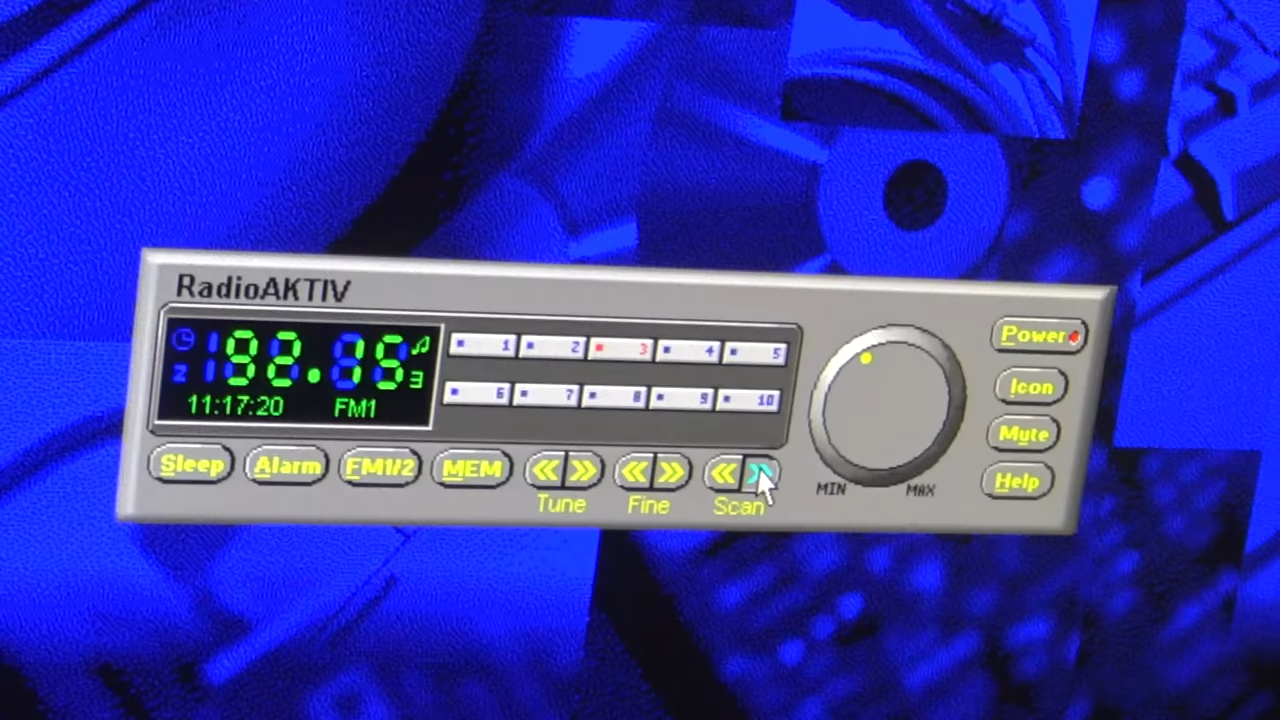 RadioAKTIV
92.15
Z
3
11:17:20 FM1
1 2 3 4 5
6 7 8 9 10
Power
Icon
Mute
Help
Sleep Alarm FM1/2 MEM
Tune Fine Scan
MIN MAX